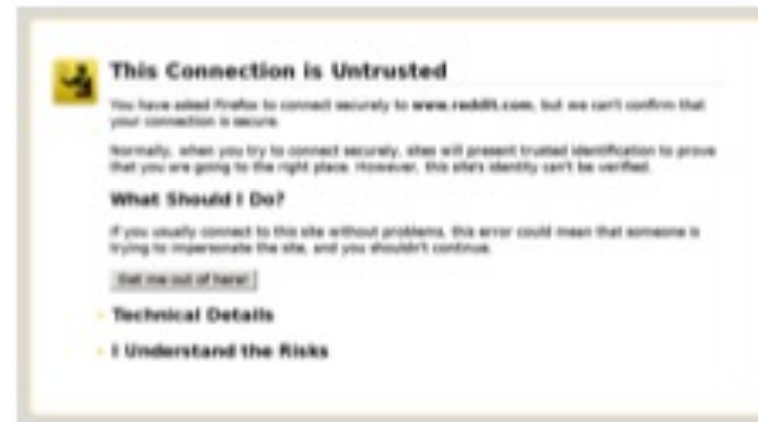 This Connection is Untrusted
You have asked Firefox to connect securely to www.reddit.com, but we can't confirm that
your connection is secure.
Normally, when you try to connect securely, sites will present trusted identification to prove
that you are going to the right place. However, this site's identity can't be verified.
What Should I Do?
If you usually connect to this site without problems, this error could mean that someone is
trying to impersonate the site, and you shouldn't continue.
Get me out of here!
Technical Details
I Understand the Risks